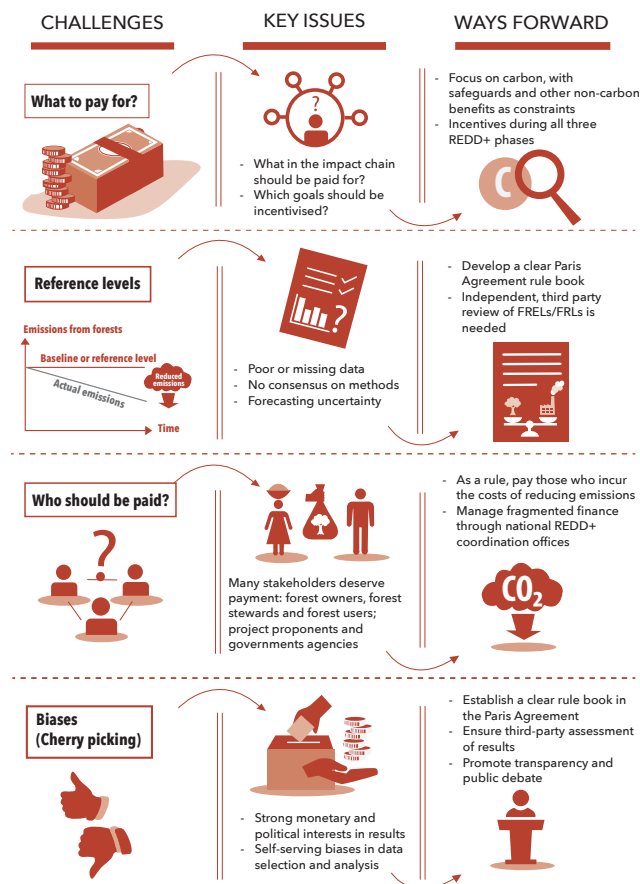 CHALLENGES
KEY ISSUES
WAYS FORWARD
What to pay for?
?
- What in the impact chain
should be paid for?
- Which goals should be
incentivised?
- Focus on carbon, with
safeguards and other non-carbon
benefits as constraints
- Incentives during all three
REDD+ phases
C
Reference levels
Emissions from forests
Baseline or reference level
Actual emissions
Reduced
emissions
Time
?
- Poor or missing data
- No consensus on methods
- Forecasting uncertainty
- Develop a clear Paris
Agreement rule book
- Independent, third party
review of FRELs/FRLs is
needed
Who should be paid?
?
Many stakeholders deserve
payment: forest owners, forest
stewards and forest users;
project proponents and
governments agencies
- As a rule, pay those who incur
the costs of reducing emissions
- Manage fragmented finance
through national REDD+
coordination offices
CO2
Biases
(Cherry picking)
- Strong monetary and
political interests in results
- Self-serving biases in data
selection and analysis
- Establish a clear rule book in
the Paris Agreement
- Ensure third-party assessment
of results
- Promote transparency and
public debate